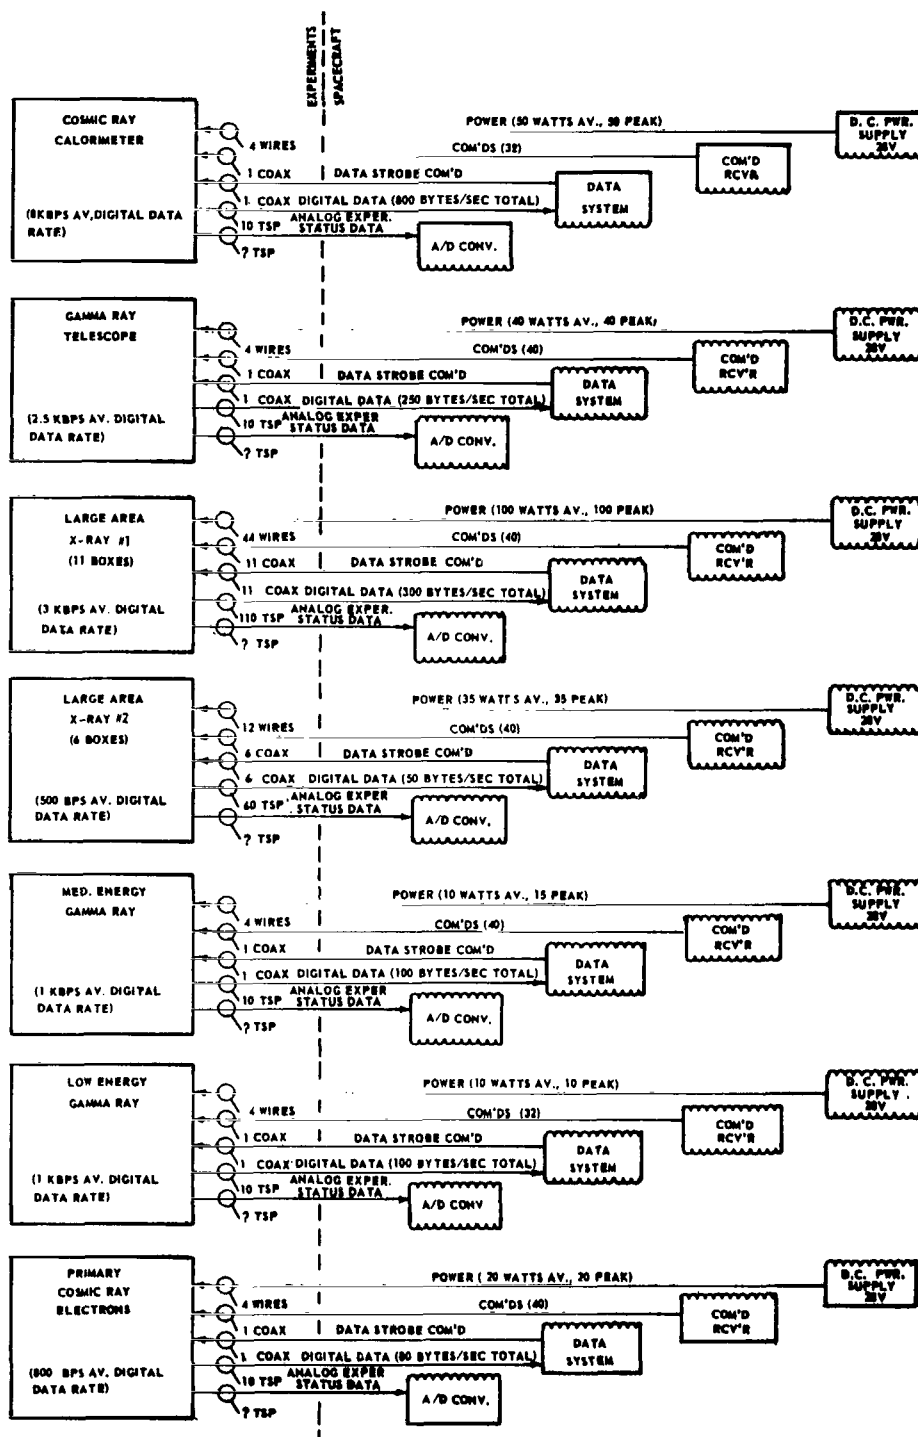 EXPERIMENTS
SPACECRAFT
COSMIC RAY
CALORMETER
(8KBPS AV, DIGITAL DATA
RATE)
4 WIRES
1 COAX
1 COAX
10 TSP
? TSP
POWER (50 WATTS AV., 50 PEAK)
COM'DS (32)
DATA STROBE COM'D
DIGITAL DATA (800 BYTES/SEC TOTAL)
ANALOG EXPER.
STATUS DATA
A/D CONV.
DATA
SYSTEM
COM'D
RCVR
D. C. PWR.
SUPPLY
28V
GAMMA RAY
TELESCOPE
(2.5 KBPS AV. DIGITAL
DATA RATE)
4 WIRES
1 COAX
1 COAX
10 TSP
? TSP
POWER (40 WATTS AV., 40 PEAK)
COM'DS (40)
DATA STROBE COM'D
DIGITAL DATA (250 BYTES/SEC TOTAL)
ANALOG EXPER
STATUS DATA
A/D CONV.
DATA
SYSTEM
COM'D
RCV'R
D.C. PWR.
SUPPLY
28V
LARGE AREA
X-RAY #1
(11 BOXES)
(3 KBPS AV. DIGITAL
DATA RATE)
44 WIRES
11 COAX
11 COAX
110 TSP
? TSP
POWER (100 WATTS AV., 100 PEAK)
COM'DS (40)
DATA STROBE COM'D
DIGITAL DATA (300 BYTES/SEC TOTAL)
ANALOG EXPER.
STATUS DATA
A/D CONV.
DATA
SYSTEM
COM'D
RCV'R
D.C. PWR.
SUPPLY
28V
LARGE AREA
X-RAY #2
(6 BOXES)
(500 BPS AV. DIGITAL
DATA RATE)
12 WIRES
6 COAX
6 COAX
60 TSP
? TSP
POWER (35 WATTS AV., 35 PEAK)
COM'DS (40)
DATA STROBE COM'D
DIGITAL DATA (50 BYTES/SEC TOTAL)
ANALOG EXPER
STATUS DATA
A/D CONV.
DATA
SYSTEM
COM'D
RCV'R
D.C. PWR.
SUPPLY
28V
MED. ENERGY
GAMMA RAY
(1 KBPS AV. DIGITAL
DATA RATE)
4 WIRES
1 COAX
1 COAX
10 TSP
? TSP
POWER (10 WATTS AV., 15 PEAK)
COM'DS (40)
DATA STROBE COM'D
DIGITAL DATA (100 BYTES/SEC TOTAL)
ANALOG EXPER
STATUS DATA
A/D CONV.
DATA
SYSTEM
COM'D
RCV'R
D.C. PWR.
SUPPLY
28V
LOW ENERGY
GAMMA RAY
(1 KBPS AV. DIGITAL
DATA RATE)
4 WIRES
1 COAX
1 COAX
10 TSP
? TSP
POWER (10 WATTS AV., 10 PEAK)
COM'DS (32)
DATA STROBE COM'D
DIGITAL DATA (100 BYTES/SEC TOTAL)
ANALOG EXPER.
STATUS DATA
A/D CONV
DATA
SYSTEM
COM'D
RCV'R
D.C. PWR.
SUPPLY
28V
PRIMARY
COSMIC RAY
ELECTRONS
(800 BPS AV. DIGITAL
DATA RATE)
4 WIRES
1 COAX
1 COAX
10 TSP
? TSP
POWER (20 WATTS AV., 20 PEAK)
COM'DS (40)
DATA STROBE COM'D
DIGITAL DATA (80 BYTES/SEC TOTAL)
ANALOG EXPER
STATUS DATA
A/D CONV.
DATA
SYSTEM
COM'D
RCV'R
D.C. PWR.
SUPPLY
28V